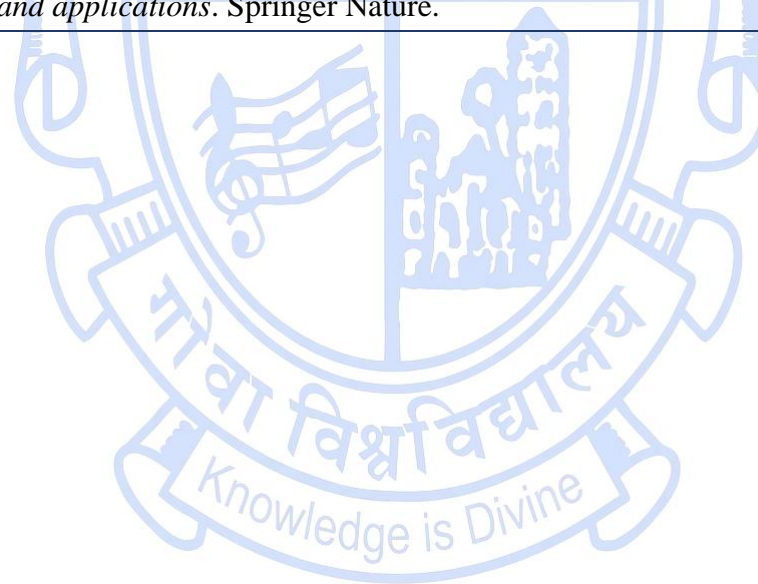 and applications. Springer Nature.
गोंवा विश्वविद्यालय
Knowledge is Divine